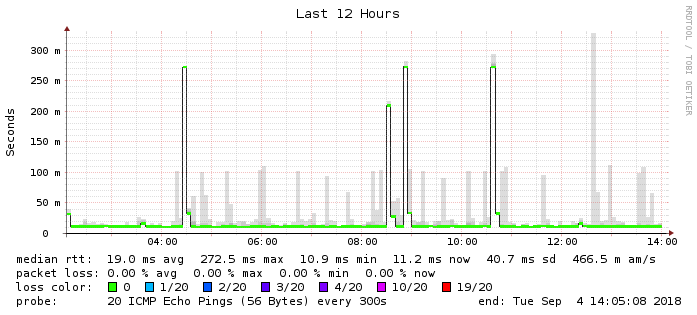 Last 12 Hours
RRDTOOL / TOBI OETIKER
Seconds
300 m
250 m
200 m
150 m
100 m
50 m
0
04:00 06:00 08:00 10:00 12:00 14:00
median rtt: 19.0 ms avg 272.5 ms max 10.9 ms min 11.2 ms now 40.7 ms sd 466.5 m am/s
packet loss: 0.00 % avg 0.00 % max 0.00 % min 0.00 % now
loss color: 0 1/20 2/20 3/20 4/20 10/20 19/20
probe: 20 ICMP Echo Pings (56 Bytes) every 300s end: Tue Sep 4 14:05:08 2018